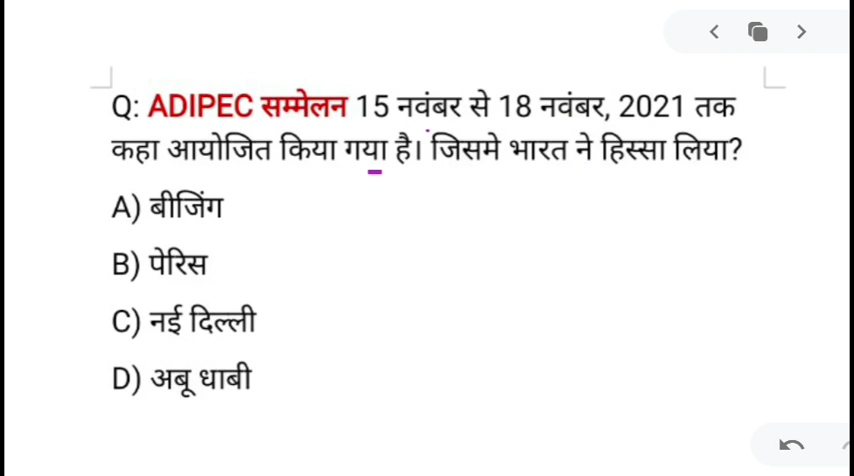 Q: ADIPEC सम्मेलन 15 नवंबर से 18 नवंबर, 2021 तक
कहा आयोजित किया गया है। जिसमे भारत ने हिस्सा लिया?
A) बीजिंग
B) पेरिस
C) नई दिल्ली
D) अबू धाबी